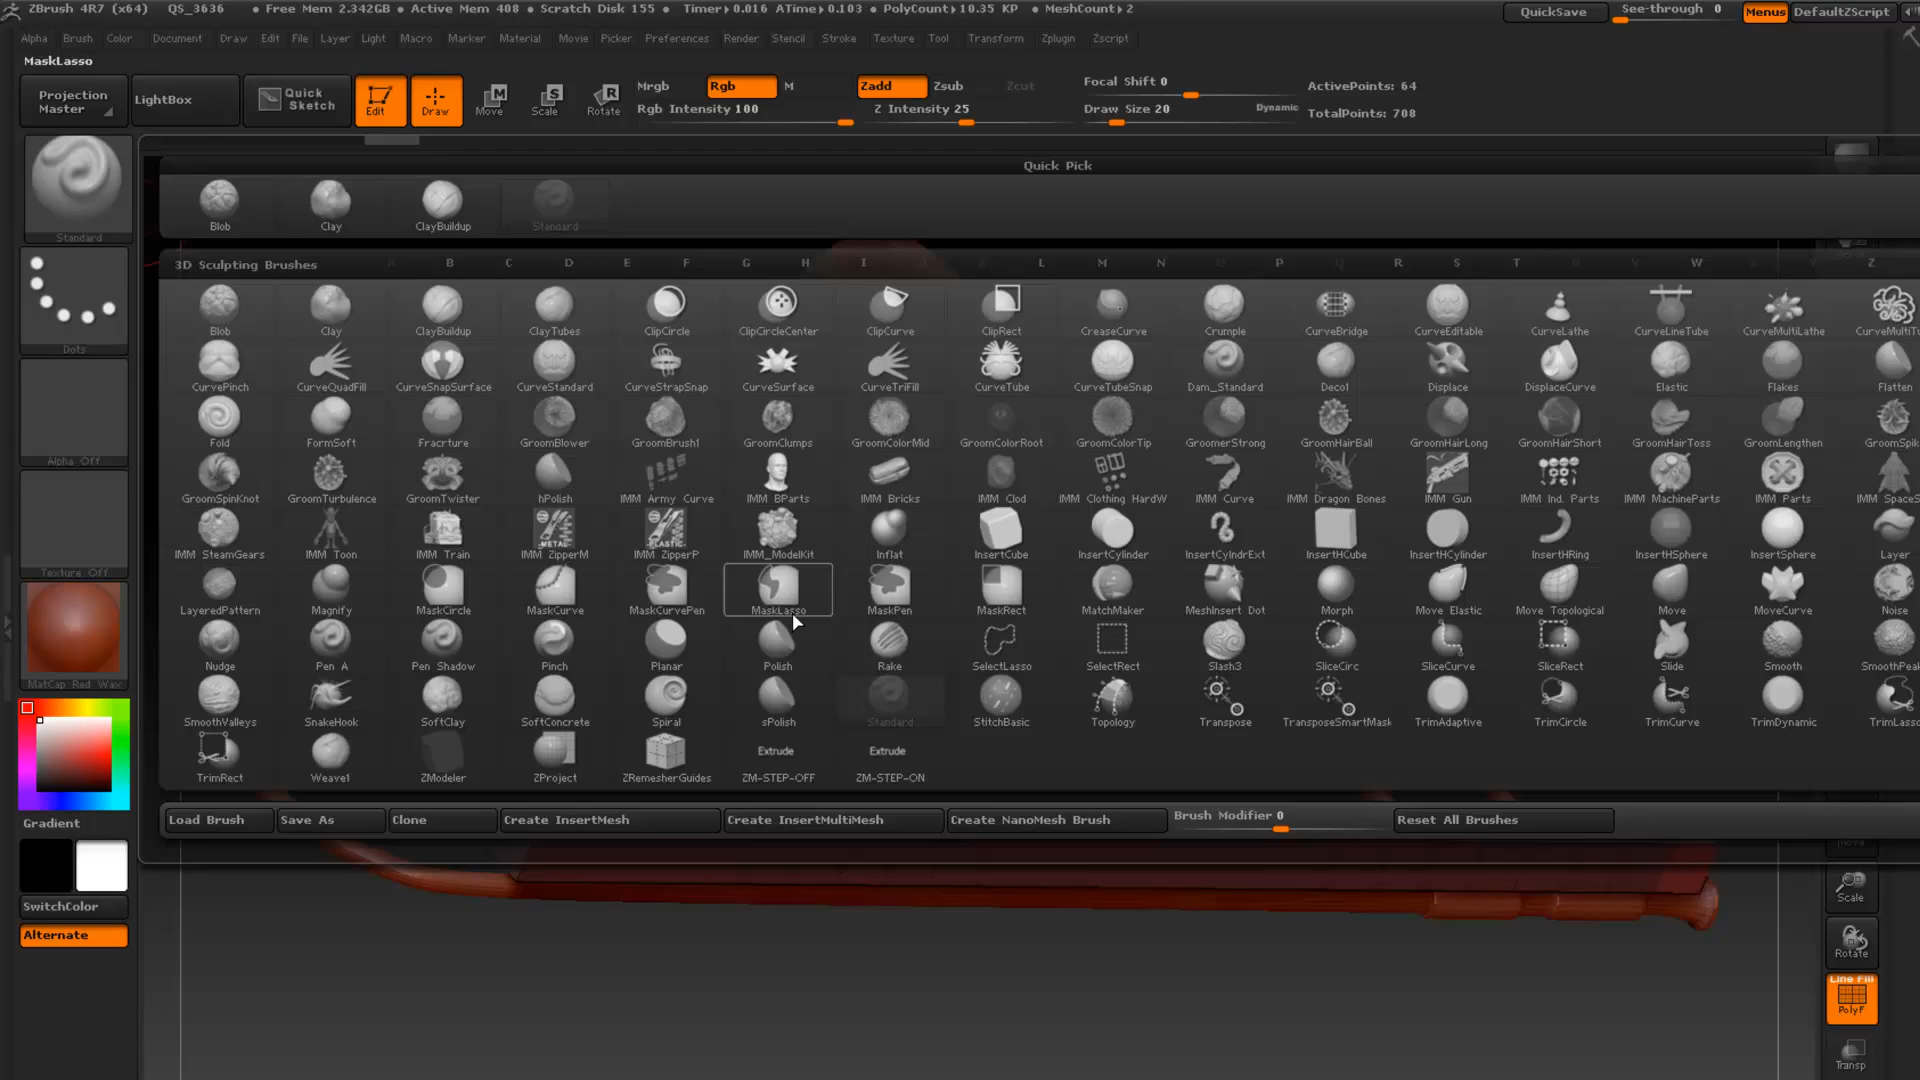 ZBrush 4R7 (x64) QS_3636 • Free Mem 2.342GB • Active Mem 408 • Scratch Disk 155 • Timer▸0.016 ATime▸0.103 • PolyCount▸10.35 KP • MeshCount▸2 QuickSave See-through 0 Menus DefaultZScript
Alpha Brush Color Document Draw Edit File Layer Light Macro Marker Material Movie Picker Preferences Render Stencil Stroke Texture Tool Transform Zplugin Zscript
MaskLasso
Projection Master LightBox Quick Sketch Edit Draw Move Scale Rotate
Mrgb Rgb M Zadd Zsub Zcut Focal Shift 0 ActivePoints: 64
Rgb Intensity 100 Z Intensity 25 Draw Size 20 Dynamic TotalPoints: 708
Quick Pick
Blob Clay ClayBuildup Standard
Standard
3D Sculpting Brushes B C D E F G H I L M N P R S T W Z
Blob Clay ClayBuildup ClayTubes ClipCircle ClipCircleCenter ClipCurve ClipRect CreaseCurve Crumple CurveBridge CurveEditable CurveLathe CurveLineTube CurveMultiLathe CurveMultiTu
Dots
CurvePinch CurveQuadFill CurveSnapSurface CurveStandard CurveStrapSnap CurveSurface CurveTriFill CurveTube CurveTubeSnap Dam_Standard Deco1 Displace DisplaceCurve Elastic Flakes Flatten
Fold FormSoft Fracrture GroomBlower GroomBrush1 GroomClumps GroomColorMid GroomColorRoot GroomColorTip GroomerStrong GroomHairBall GroomHairLong GroomHairShort GroomHairToss GroomLengthen GroomSpik
Alpha Off
GroomSpinKnot GroomTurbulence GroomTwister hPolish IMM Army Curve IMM BParts IMM Bricks IMM Clod IMM Clothing HardW IMM Curve IMM Dragon Bones IMM Gun IMM Ind. Parts IMM MachineParts IMM Parts IMM SpaceS
IMM SteamGears IMM Toon IMM Train IMM ZipperM IMM ZipperP IMM_ModelKit Inflat InsertCube InsertCylinder InsertCylndrExt InsertHCube InsertHCylinder InsertHRing InsertHSphere InsertSphere Layer
Texture Off
LayeredPattern Magnify MaskCircle MaskCurve MaskCurvePen MaskLasso MaskPen MaskRect MatchMaker MeshInsert Dot Morph Move Elastic Move Topological Move MoveCurve Noise
Nudge Pen A Pen Shadow Pinch Planar Polish Rake SelectLasso SelectRect Slash3 SliceCirc SliceCurve SliceRect Slide Smooth SmoothPeak
MatCap Red Wax
SmoothValleys SnakeHook SoftClay SoftConcrete Spiral sPolish Standard StitchBasic Topology Transpose TransposeSmartMask TrimAdaptive TrimCircle TrimCurve TrimDynamic TrimLasso
Extrude Extrude
TrimRect Weave1 ZModeler ZProject ZRemesherGuides ZM-STEP-OFF ZM-STEP-ON
Load Brush Save As Clone Create InsertMesh Create InsertMultiMesh Create NanoMesh Brush Brush Modifier 0 Reset All Brushes
Gradient
Move
Scale
SwitchColor
Alternate
Rotate
Line Fill
PolyF
Transp